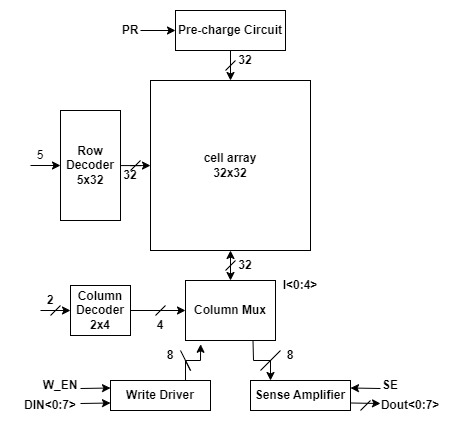 PR
Pre-charge Circuit
32
5
Row
Decoder
5x32
32
cell array
32x32
32
I<0:4>
2
Column
Decoder
2x4
4
Column Mux
8
8
W_EN
DIN<0:7>
Write Driver
Sense Amplifier
SE
Dout<0:7>